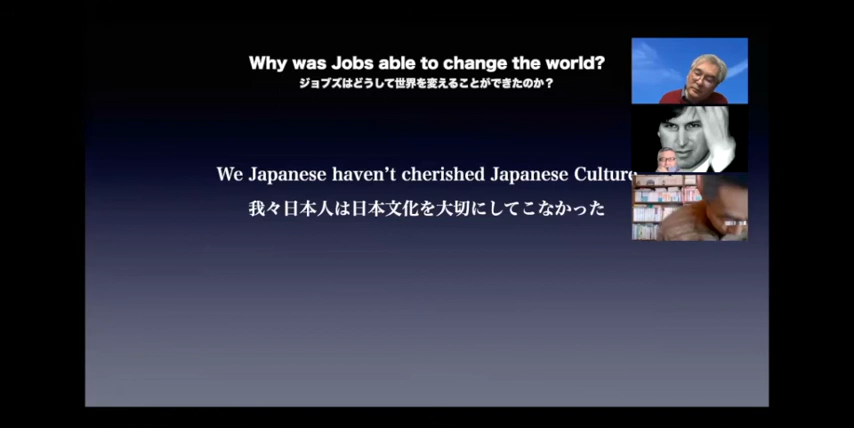 Why was Jobs able to change the world?
ジョブズはどうして世界を変えることができたのか？
We Japanese haven't cherished Japanese Culture
我々日本人は日本文化を大切にしてこなかった